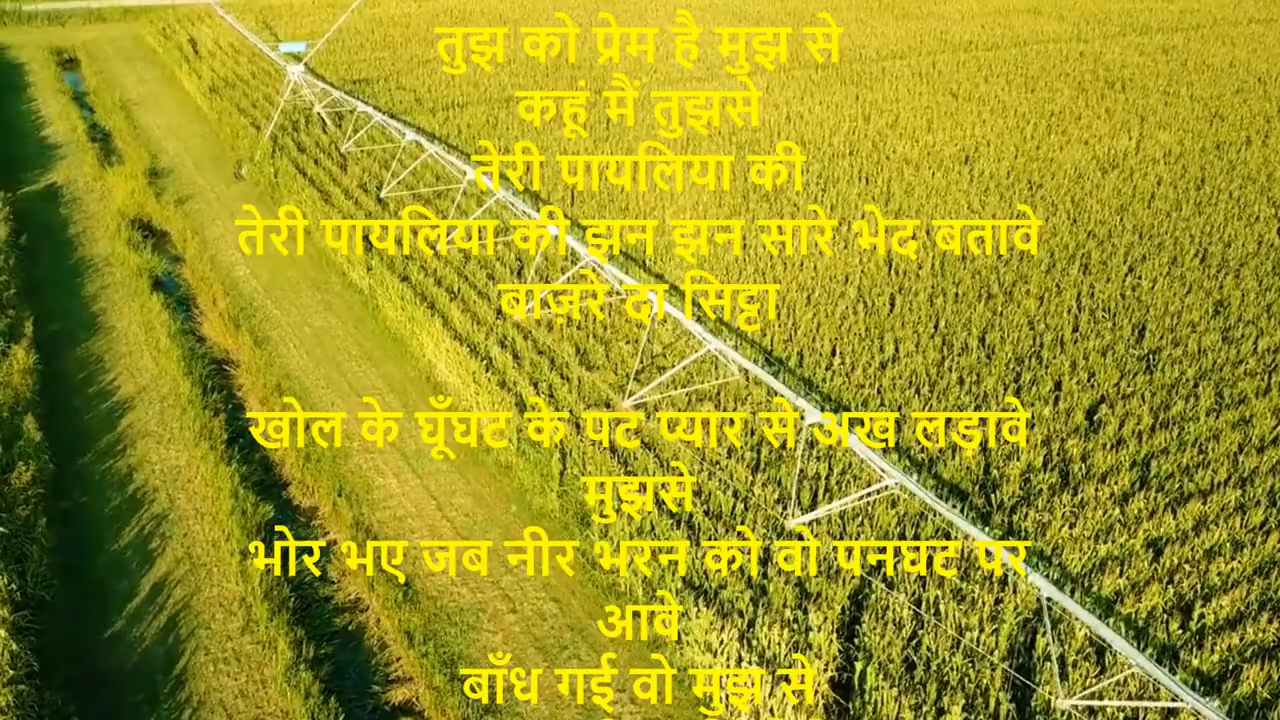 तुझ को प्रेम है मुझ से
कहूं मैं तुझसे
तेरी पायलिया की
तेरी पायलिया की झन झन सारे भेद बतावे
बाज़रे दा सिट्टा
खोल के घूँघट के पट प्यार से अख लड़ावे
मुझसे
भोर भए जब नीर भरन को वो पनघट पर
आवे
बाँध गई वो मुझ से